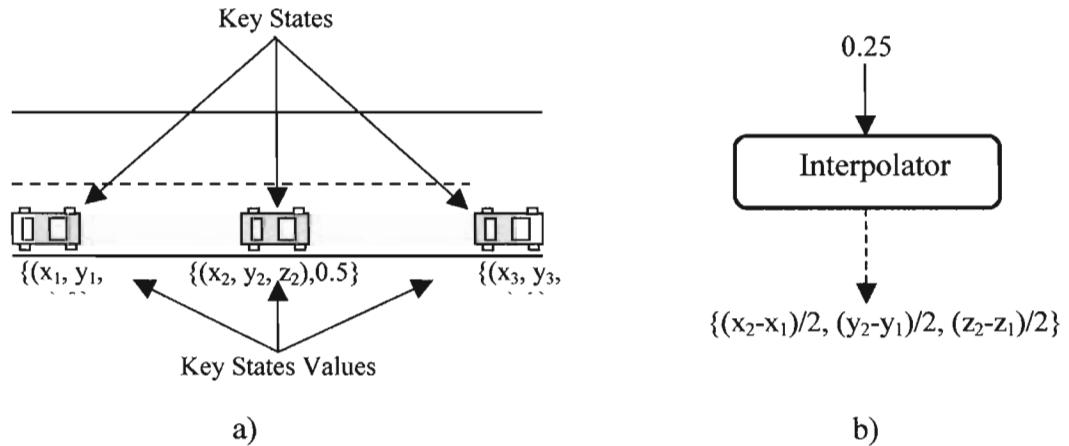 Key States
{(x₁, y₁,
{(x₂, y₂, z₂),0.5}
{(x₃, y₃,
Key States Values
a)
0.25
Interpolator
{(x₂-x₁)/2, (y₂-y₁)/2, (z₂-z₁)/2}
b)